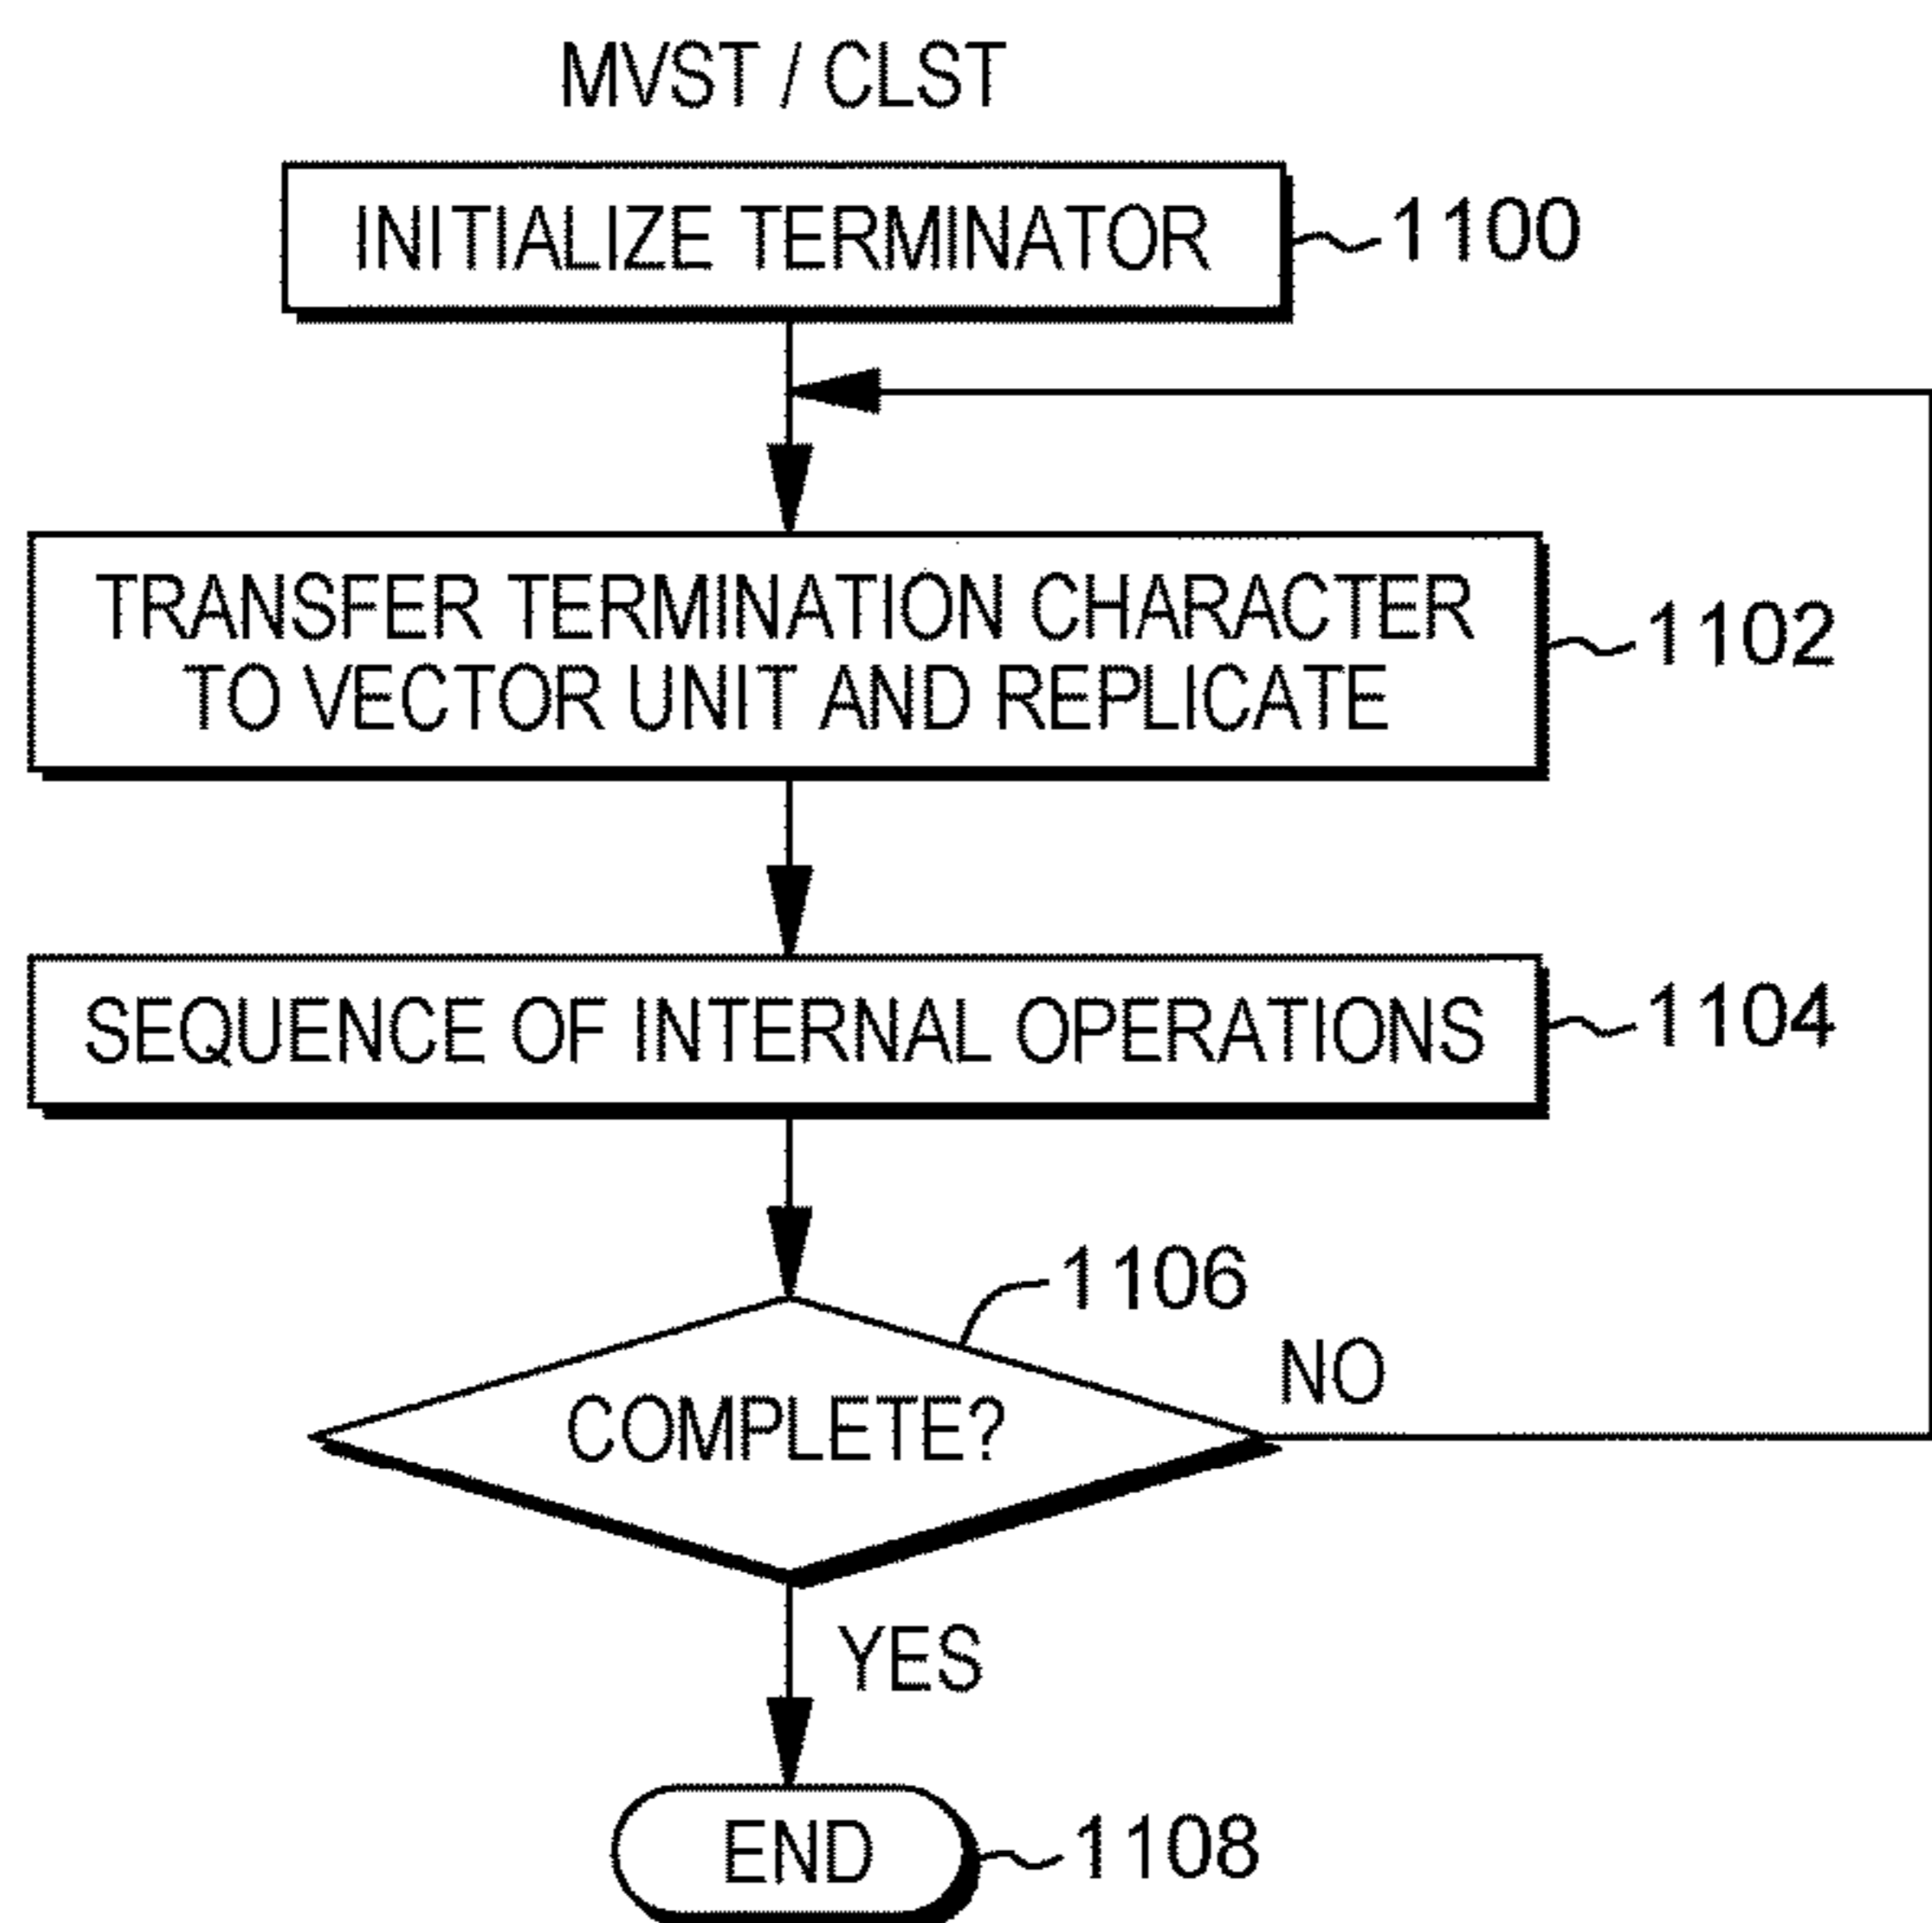 MVST / CLST
INITIALIZE TERMINATOR
1100
TRANSFER TERMINATION CHARACTER
TO VECTOR UNIT AND REPLICATE
1102
SEQUENCE OF INTERNAL OPERATIONS
1104
1106
COMPLETE?
NO
YES
END
1108